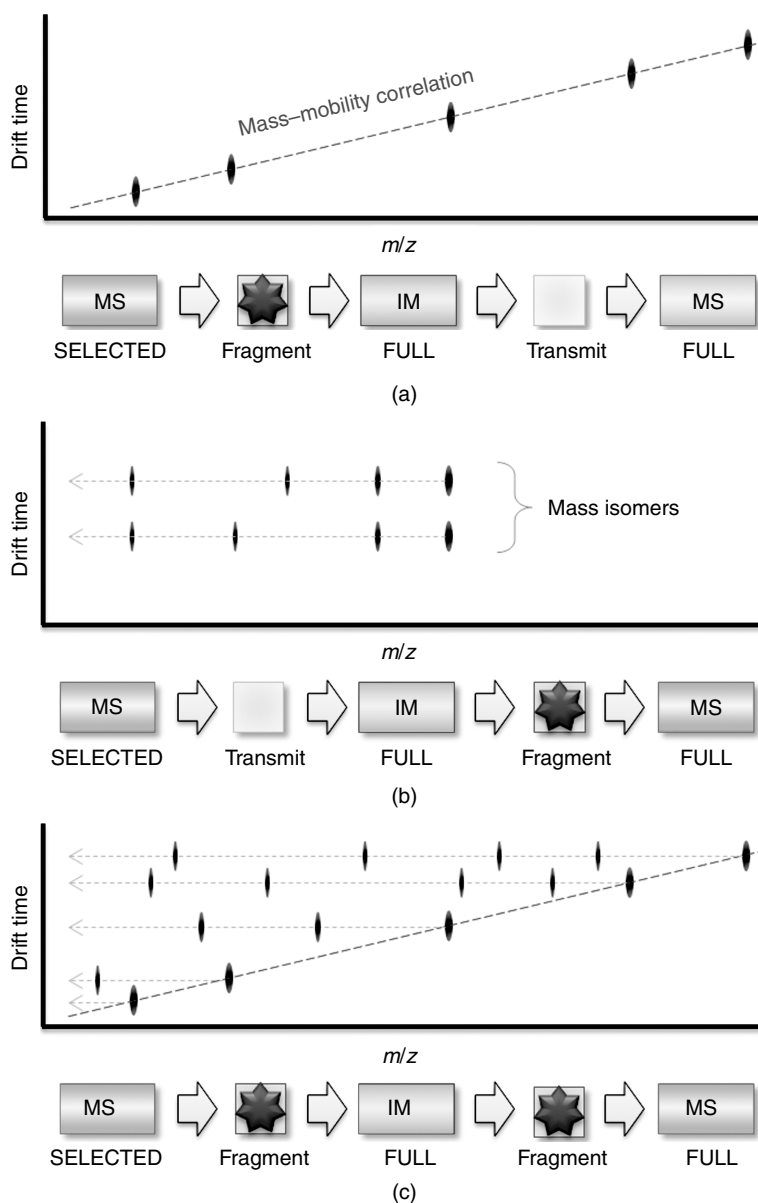 Drift time
Mass–mobility correlation
m/z
MS
IM
MS
SELECTED
Fragment
FULL
Transmit
FULL
(a)
Drift time
Mass isomers
m/z
MS
IM
MS
SELECTED
Transmit
FULL
Fragment
FULL
(b)
Drift time
m/z
MS
IM
MS
SELECTED
Fragment
FULL
Fragment
FULL
(c)